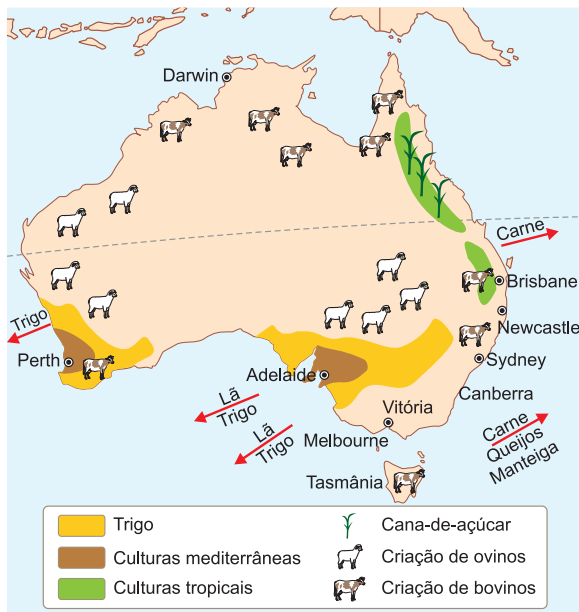 Darwin
Carne
Brisbane
Trigo
Newcastle
Perth
Sydney
Adelaide
Canberra
Lã
Trigo
Vitória
Lã
Trigo
Melbourne
Carne
Queijos
Manteiga
Tasmânia
Trigo
Cana-de-açúcar
Culturas mediterrâneas
Criação de ovinos
Culturas tropicais
Criação de bovinos